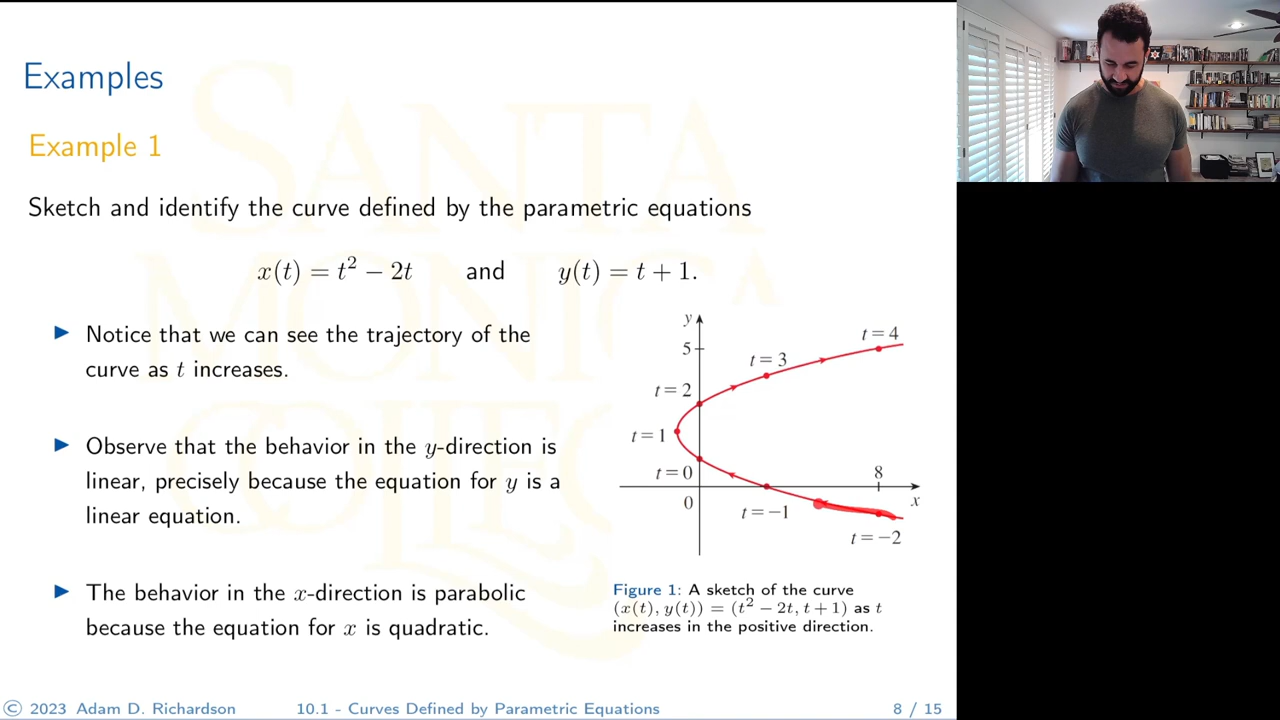 SANTA
MONICA
COLLEGE
Examples
Example 1
Sketch and identify the curve defined by the parametric equations
x(t) = t² − 2t and y(t) = t + 1.
▶ Notice that we can see the trajectory of the
curve as t increases.
▶ Observe that the behavior in the y-direction is
linear, precisely because the equation for y is a
linear equation.
▶ The behavior in the x-direction is parabolic
because the equation for x is quadratic.
y
t = 4
5
t = 3
t = 2
t = 1
t = 0
8
0
x
t = −1
t = −2
Figure 1: A sketch of the curve
(x(t), y(t)) = (t² − 2t, t + 1) as t
increases in the positive direction.
© 2023 Adam D. Richardson 10.1 - Curves Defined by Parametric Equations 8 / 15